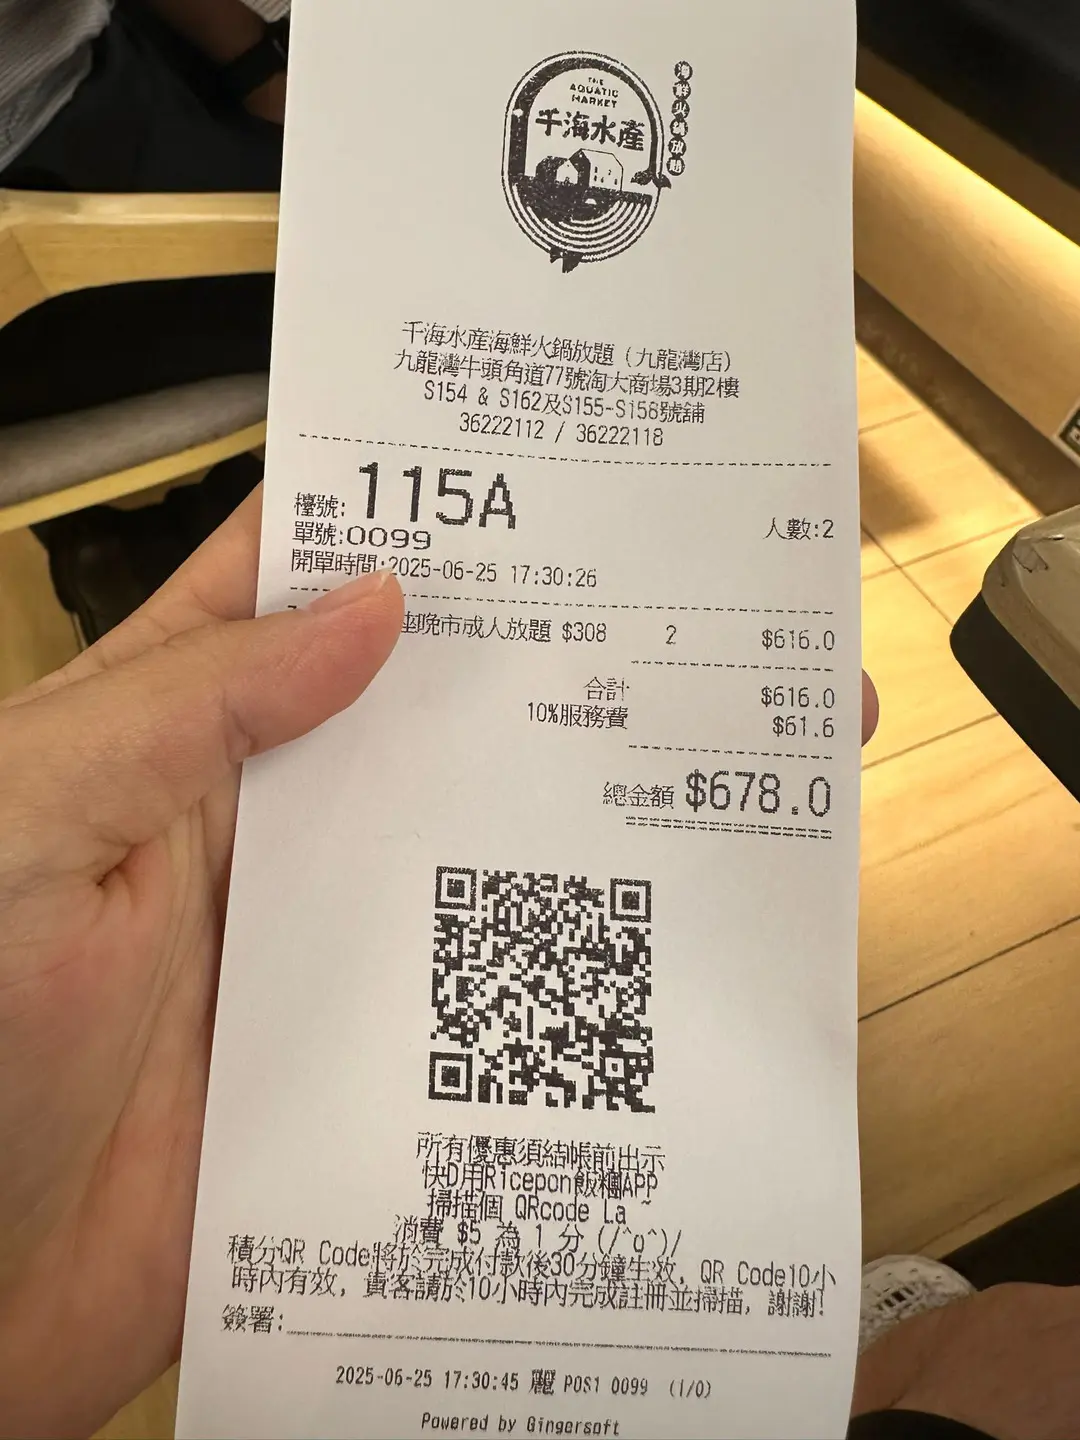 THE
AQUATIC
MARKET
千海水產
海鮮火鍋放題
千海水産海鮮火鍋放題（九龍灣店）
九龍灣牛頭角道77號淘大商場3期2樓
S154 & S162及S155-S158號舖
36222112 / 36222118
檯號: 115A 人數:2
單號:0099
開單時間:2025-06-25 17:30:26
座晚市成人放題 $308 2 $616.0
合計 $616.0
10%服務費 $61.6
總金額 $678.0
所有優惠須結帳前出示
快D用Ricepon飯糰APP
掃描個 QRcode La ~
消費 $5 為 1 分 (/^o^)/
積分QR Code將於完成付款後30分鐘生效, QR Code10小
時內有效, 貴客請於10小時內完成註冊並掃描, 謝謝!
簽署:
2025-06-25 17:30:45 麗 POS1 0099 (1/0)
Powered by Gingersoft